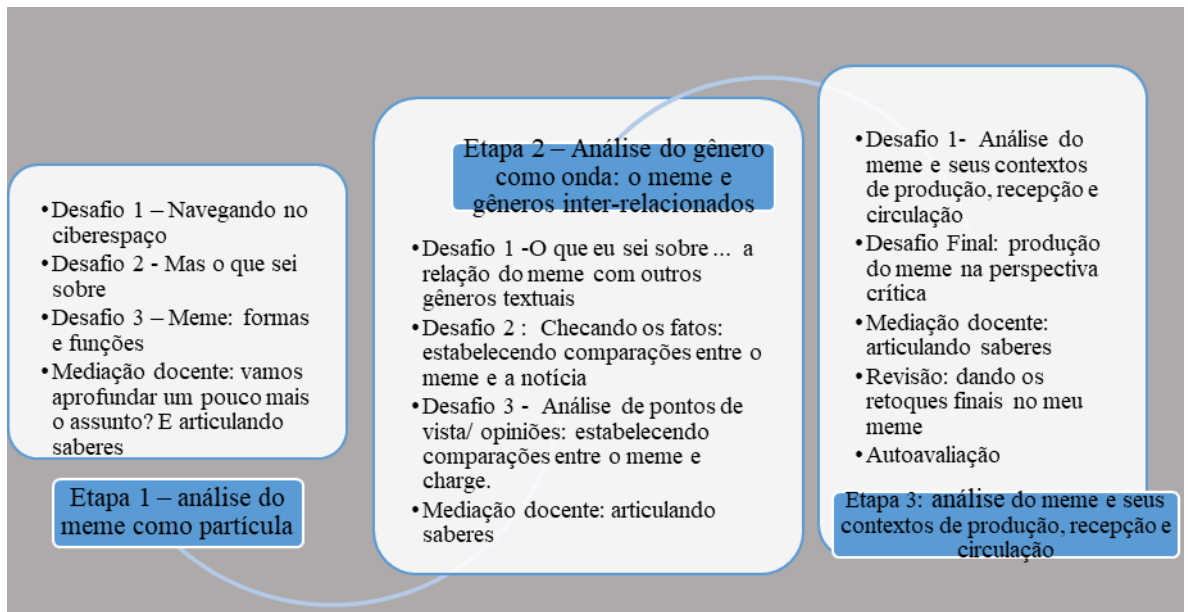 •Desafio 1 – Navegando no
ciberespaço
•Desafio 2 - Mas o que sei
sobre
•Desafio 3 – Meme: formas
e funções
•Mediação docente: vamos
aprofundar um pouco mais
o assunto? E articulando
saberes
Etapa 1 – análise do
meme como partícula
Etapa 2 – Análise do gênero
como onda: o meme e
gêneros inter-relacionados
•Desafio 1 -O que eu sei sobre ... a
relação do meme com outros
gêneros textuais
•Desafio 2 : Checando os fatos:
estabelecendo comparações entre o
meme e a notícia
•Desafio 3 - Análise de pontos de
vista/ opiniões: estabelecendo
comparações entre o meme e
charge.
•Mediação docente: articulando
saberes
•Desafio 1- Análise do
meme e seus contextos
de produção, recepção e
circulação
•Desafio Final: produção
do meme na perspectiva
crítica
•Mediação docente:
articulando saberes
•Revisão: dando os
retoques finais no meu
meme
•Autoavaliação
Etapa 3: análise do meme e seus
contextos de produção, recepção e
circulação